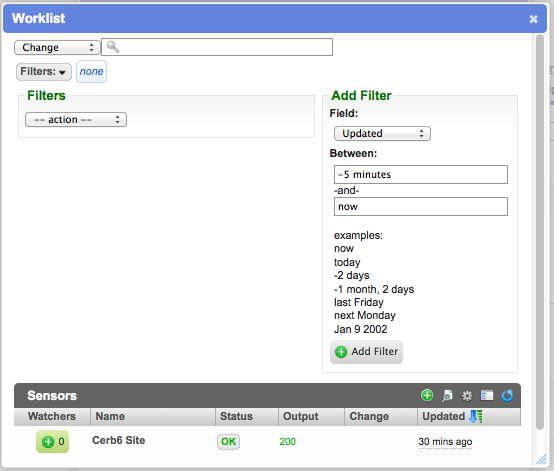 Worklist
Change
Filters: none
Filters
-- action --
Add Filter
Field:
Updated
Between:
-5 minutes
-and-
now
examples:
now
today
-2 days
-1 month, 2 days
last Friday
next Monday
Jan 9 2002
Add Filter
Sensors
Watchers Name Status Output Change Updated
0 Cerb6 Site OK 200 30 mins ago